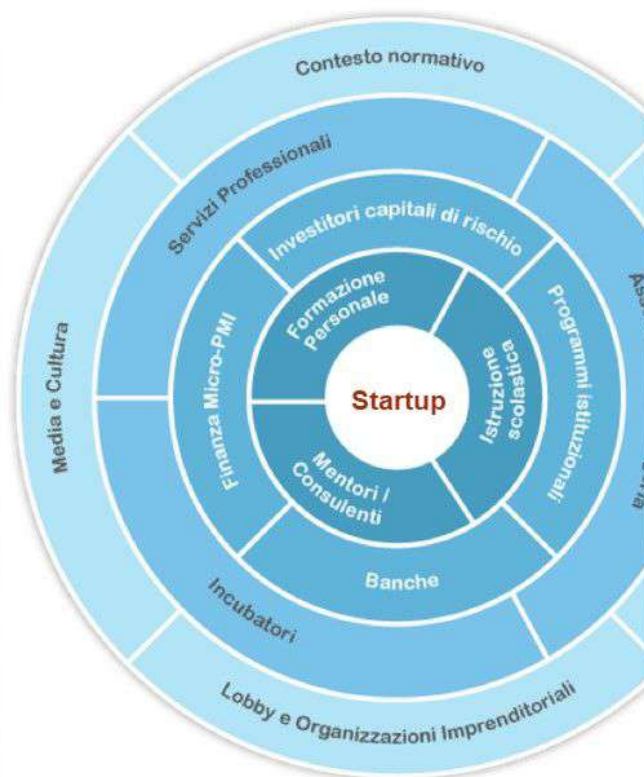 Contesto normativo
Servizi Professionali
Investitori capitali di rischio
Formazione
Personale
Media e Cultura
Finanza Micro-PMI
Startup
Istruzione
scolastica
Programmi istituzionali
Mentori /
Consulenti
Banche
Incubatori
Lobby e Organizzazioni Imprenditoriali